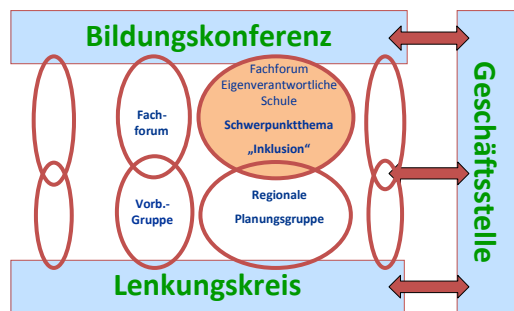 Bildungskonferenz
Fach-
forum
Fachforum
Eigenverantwortliche
Schule
Schwerpunktthema
„Inklusion“
Vorb.-
Gruppe
Regionale
Planungsgruppe
Lenkungskreis
Geschäftsstelle